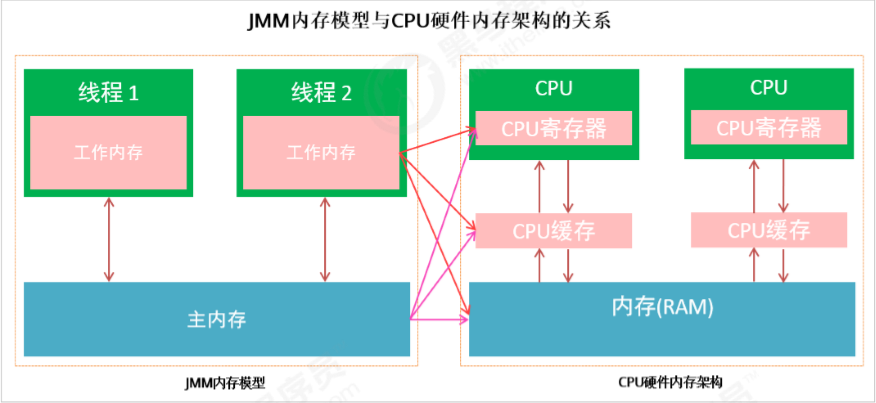 JMM内存模型与CPU硬件内存架构的关系
线程 1
工作内存
线程 2
工作内存
主内存
JMM内存模型
CPU
CPU寄存器
CPU缓存
CPU
CPU寄存器
CPU缓存
内存(RAM)
CPU硬件内存架构